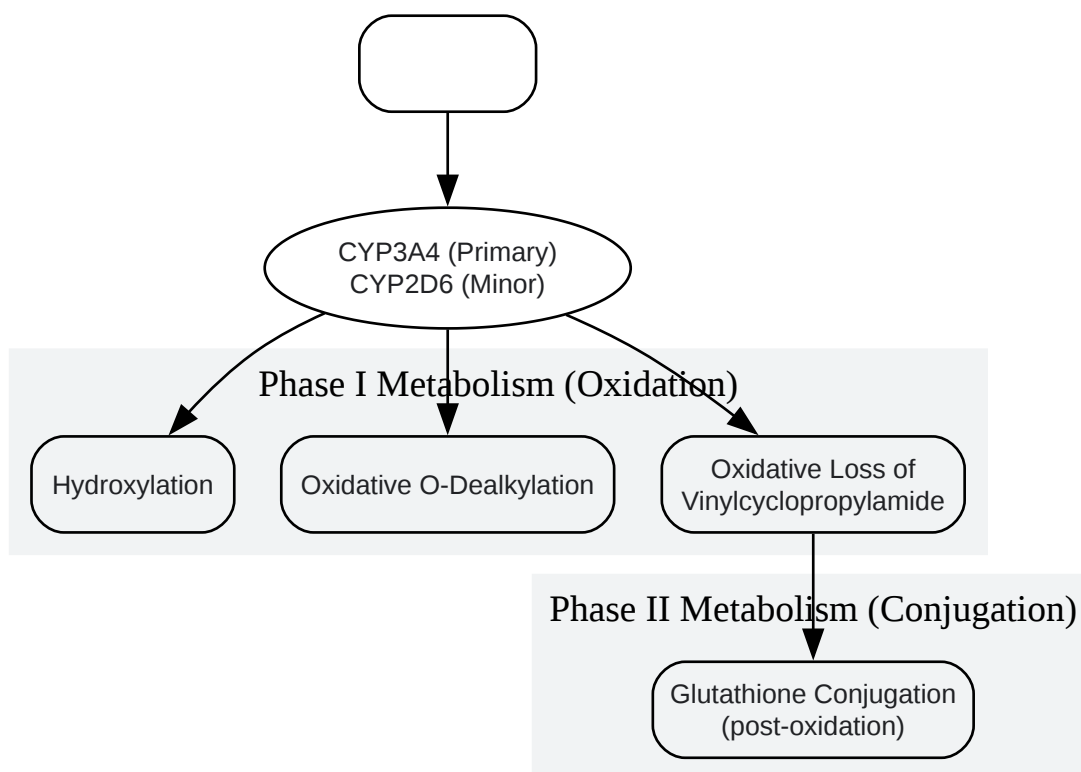 CYP3A4 (Primary)
CYP2D6 (Minor)
Phase I Metabolism (Oxidation)
Hydroxylation
Oxidative O-Dealkylation
Oxidative Loss of
Vinylcyclopropylamide
Phase II Metabolism (Conjugation)
Glutathione Conjugation
(post-oxidation)